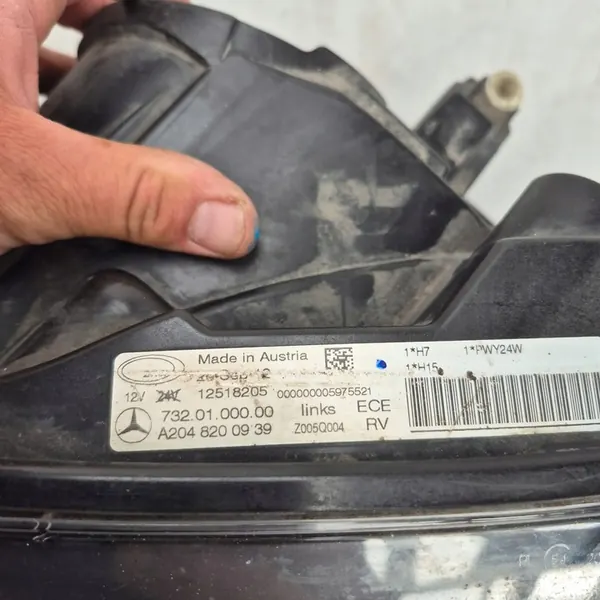 Made in Austria
1*H7 1*PWY24W
1*H15
12V 24V 12518205 000000005975521
732.01.000.00 links ECE
A204 820 09 39 Z005Q004 RV